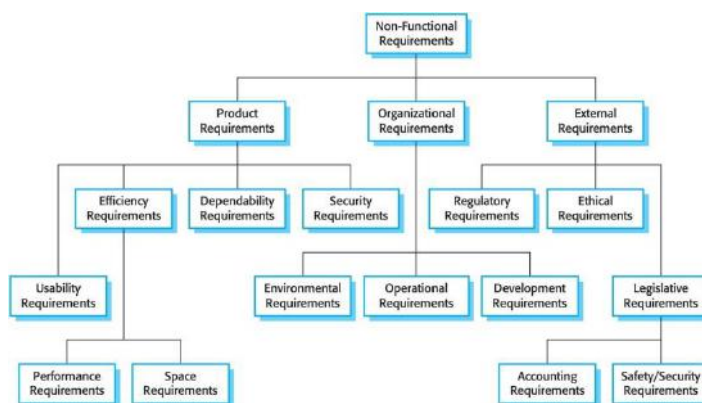 Non-Functional
Requirements
Product
Requirements
Organizational
Requirements
External
Requirements
Efficiency
Requirements
Dependability
Requirements
Security
Requirements
Regulatory
Requirements
Ethical
Requirements
Usability
Requirements
Environmental
Requirements
Operational
Requirements
Development
Requirements
Legislative
Requirements
Performance
Requirements
Space
Requirements
Accounting
Requirements
Safety/Security
Requirements